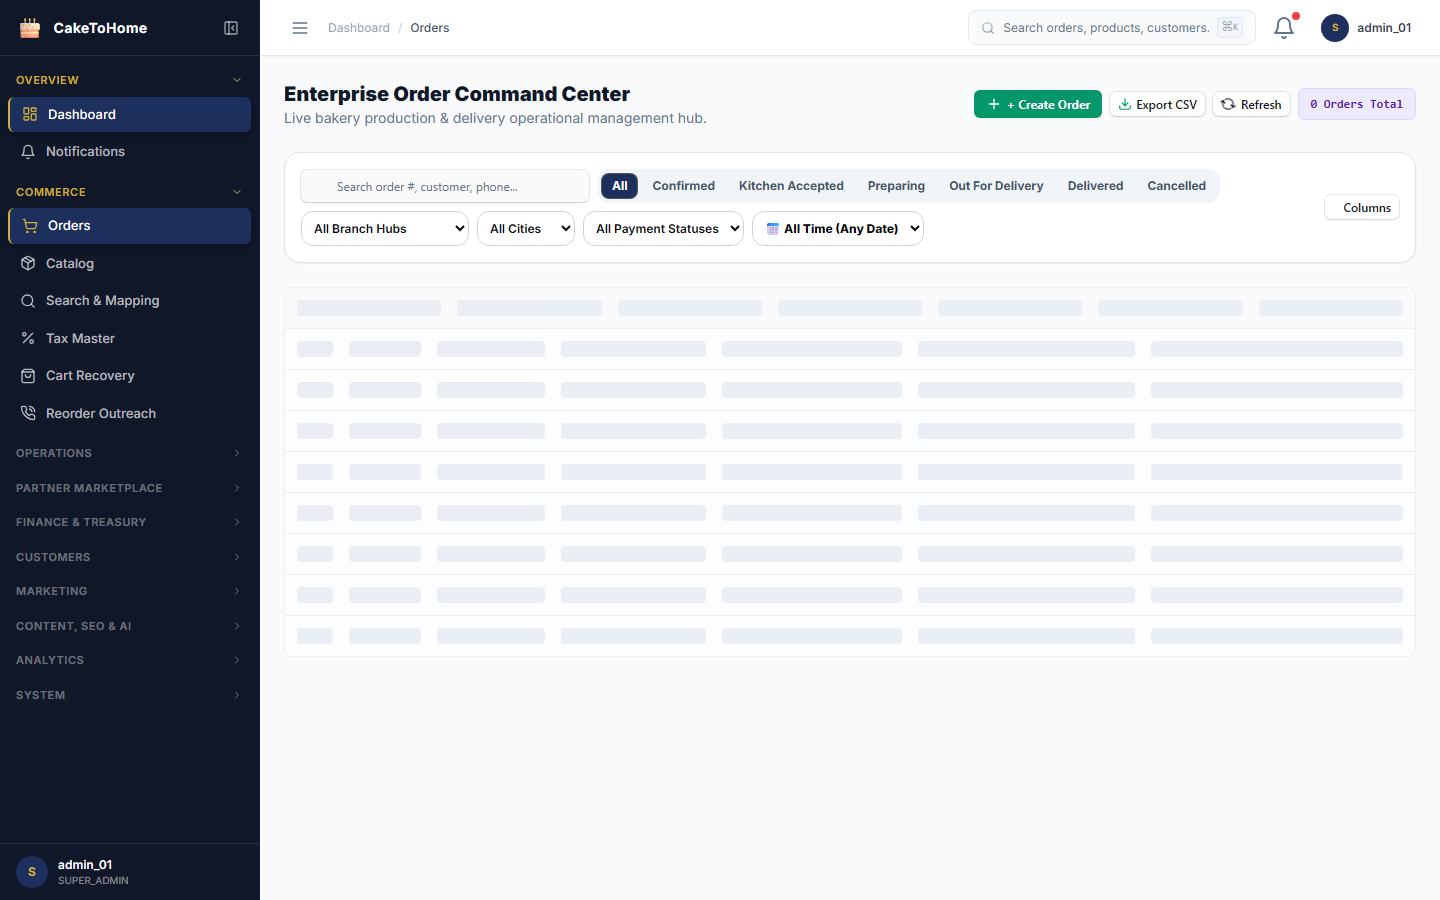 CakeToHome
Dashboard / Orders
Search orders, products, customers.
⌘K
S
admin_01
OVERVIEW
Dashboard
Notifications
COMMERCE
Orders
Catalog
Search & Mapping
Tax Master
Cart Recovery
Reorder Outreach
OPERATIONS
PARTNER MARKETPLACE
FINANCE & TREASURY
CUSTOMERS
MARKETING
CONTENT, SEO & AI
ANALYTICS
SYSTEM
S
admin_01
SUPER_ADMIN
Enterprise Order Command Center
Live bakery production & delivery operational management hub.
+ Create Order
Export CSV
Refresh
0 Orders Total
Search order #, customer, phone...
All
Confirmed
Kitchen Accepted
Preparing
Out For Delivery
Delivered
Cancelled
All Branch Hubs
All Cities
All Payment Statuses
All Time (Any Date)
Columns